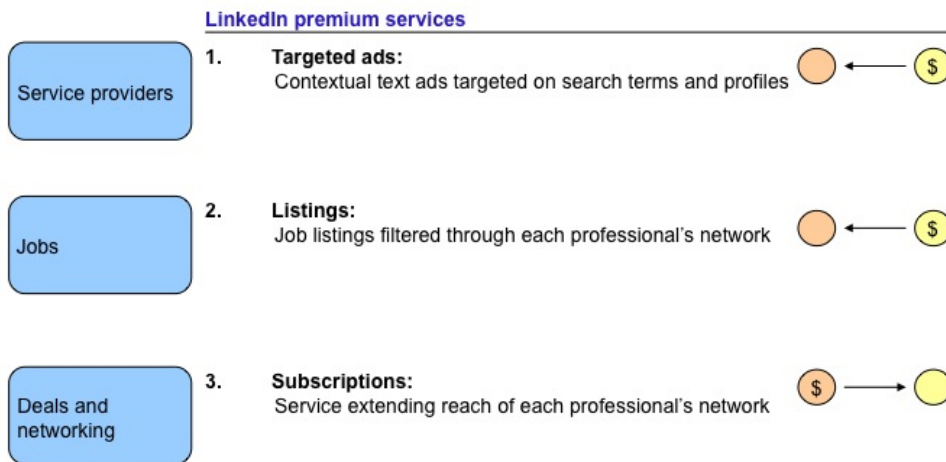 LinkedIn premium services
Service providers
1. Targeted ads:
Contextual text ads targeted on search terms and profiles
$
Jobs
2. Listings:
Job listings filtered through each professional's network
$
Deals and
networking
3. Subscriptions:
Service extending reach of each professional's network
$